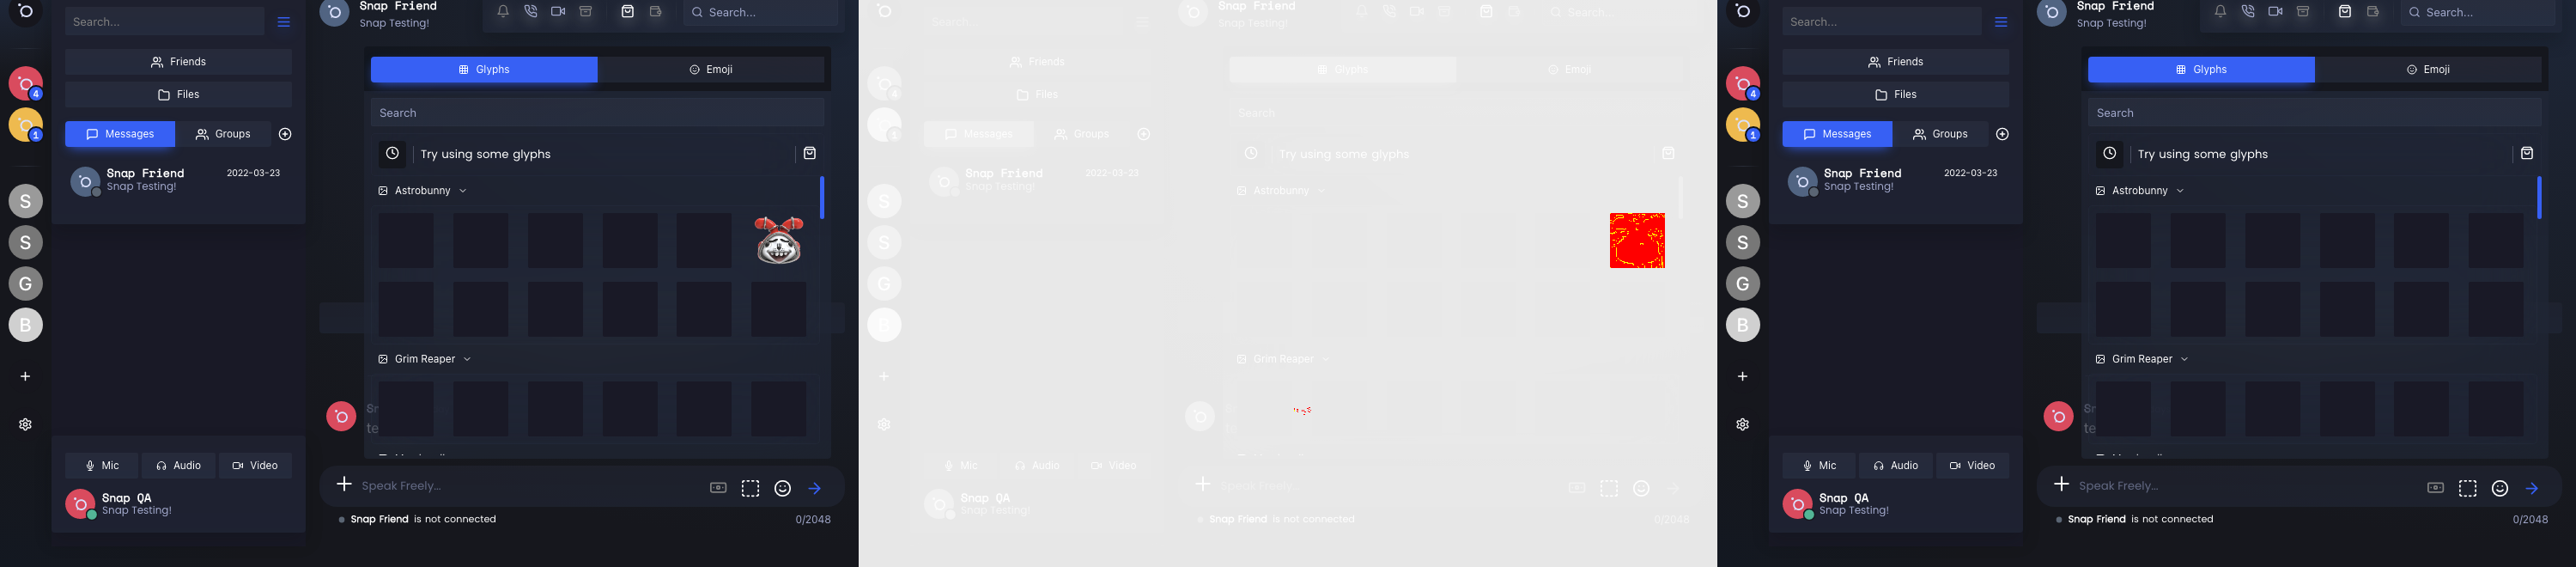 Search...
Friends
Files
Messages
Groups
Snap Friend
2022-03-23
Snap Testing!
4
1
S
S
G
B
Mic
Audio
Video
Snap QA
Snap Testing!
Snap Friend
Snap Testing!
Search...
Glyphs
Emoji
Search
Try using some glyphs
Astrobunny
Grim Reaper
Speak Freely...
Snap Friend is not connected
0/2048
Search...
Friends
Files
Messages
Groups
Snap Friend
2022-03-23
Snap Testing!
4
1
S
S
G
B
Mic
Audio
Video
Snap QA
Snap Testing!
Snap Friend
Snap Testing!
Search...
Glyphs
Emoji
Search
Try using some glyphs
Astrobunny
Grim Reaper
Speak Freely...
Snap Friend is not connected
0/2048
Search...
Friends
Files
Messages
Groups
Snap Friend
2022-03-23
Snap Testing!
4
1
S
S
G
B
Mic
Audio
Video
Snap QA
Snap Testing!
Snap Friend
Snap Testing!
Search...
Glyphs
Emoji
Search
Try using some glyphs
Astrobunny
Grim Reaper
Speak Freely...
Snap Friend is not connected
0/2048